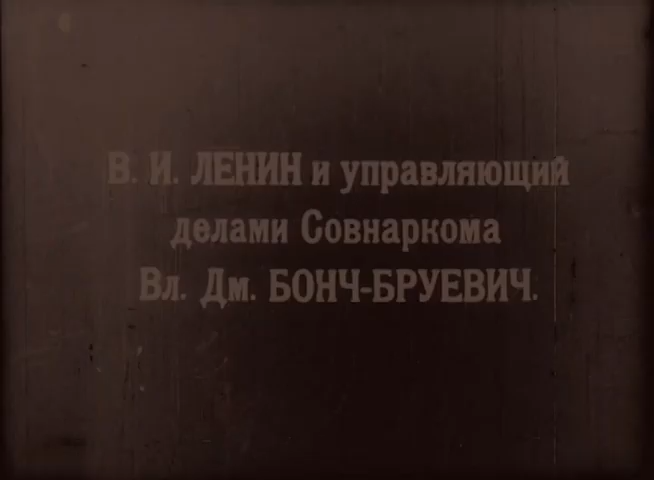 В. И. ЛЕНИН и управляющий
делами Совнаркома
Вл. Дм. БОНЧ-БРУЕВИЧ.